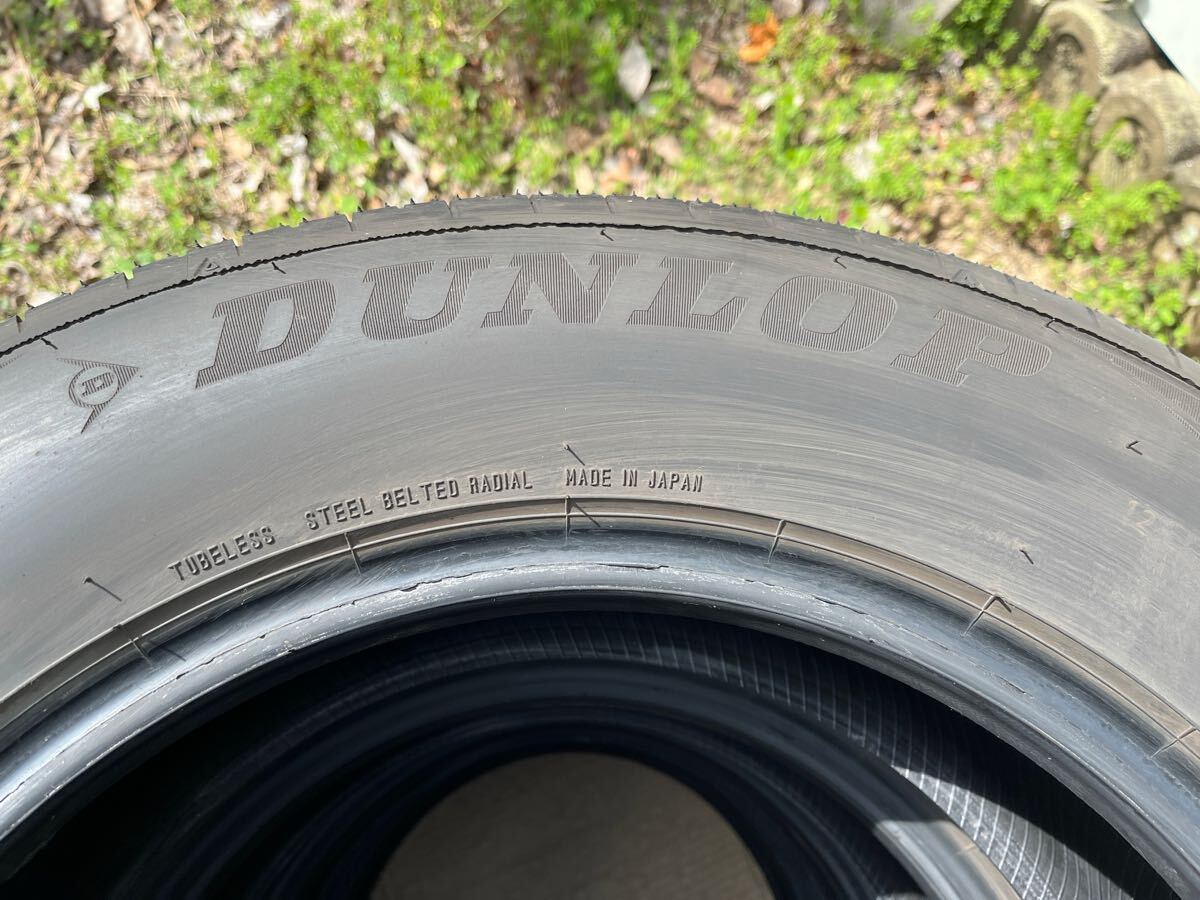 DUNLOP
TUBELESS STEEL BELTED RADIAL MADE IN JAPAN